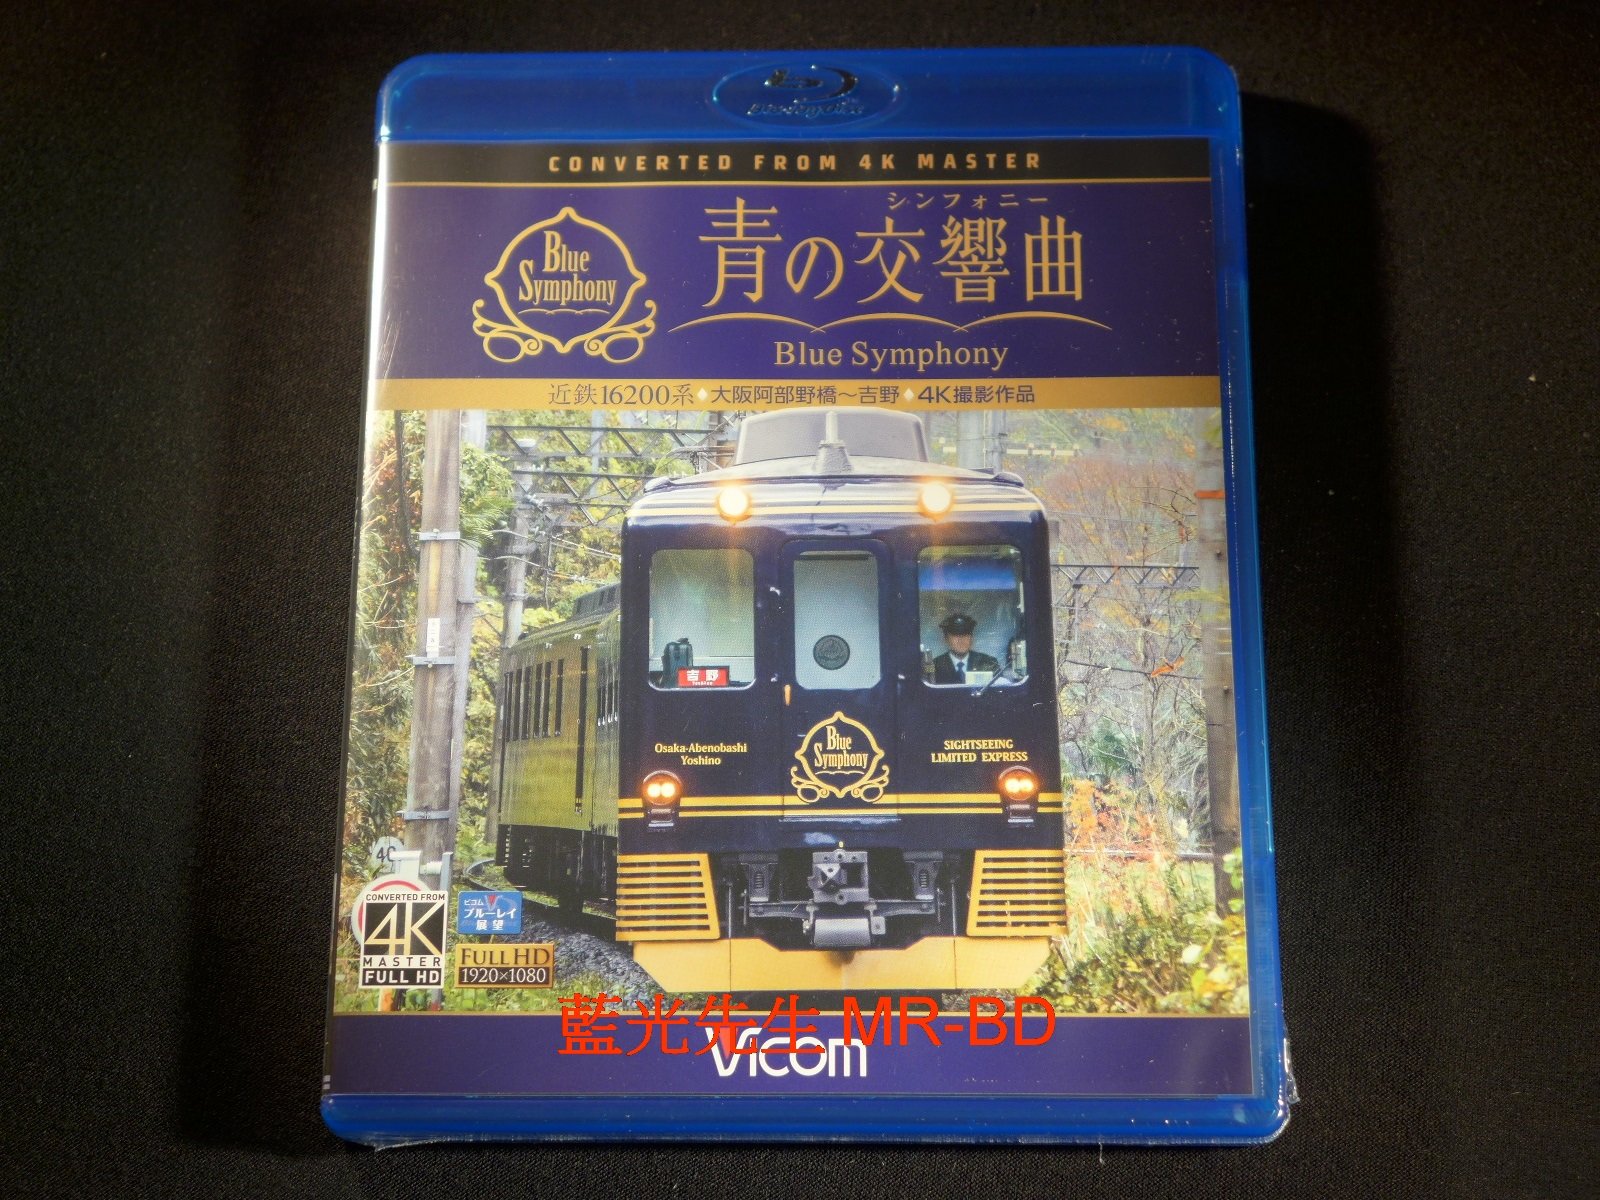 Blu-ray Disc
CONVERTED FROM 4K MASTER
シンフォニー
青の交響曲
Blue
Symphony
Blue Symphony
近鉄16200系◆大阪阿部野橋〜吉野◆4K撮影作品
吉野
Osaka-Abenobashi
Yoshino
Blue
Symphony
SIGHTSEEING
LIMITED EXPRESS
40
CONVERTED FROM
4K
MASTER
FULL HD
ビコム
ブルーレイ
展望
FULL HD
1920×1080
藍光先生 MR-BD
Vicom